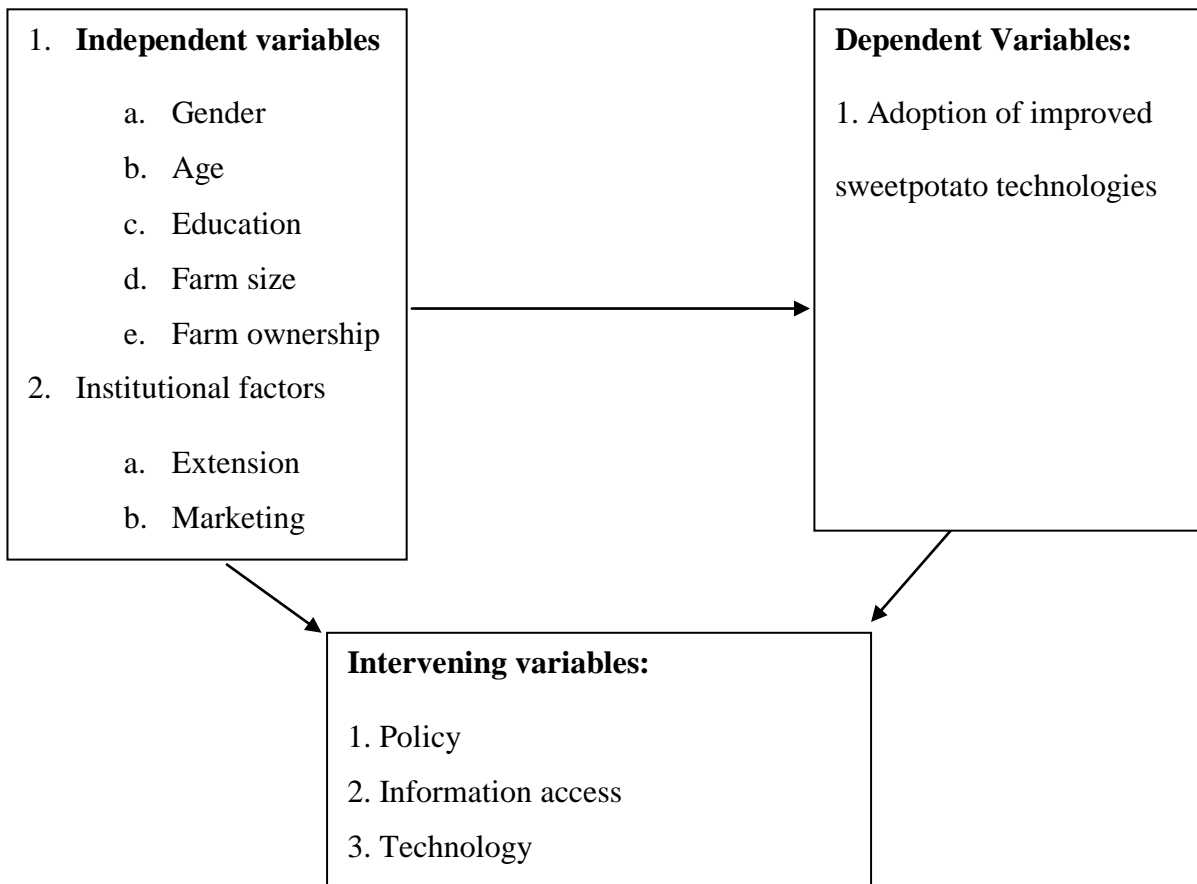 1. Independent variables
a. Gender
b. Age
c. Education
d. Farm size
e. Farm ownership
2. Institutional factors
a. Extension
b. Marketing
Dependent Variables:
1. Adoption of improved
sweetpotato technologies
Intervening variables:
1. Policy
2. Information access
3. Technology